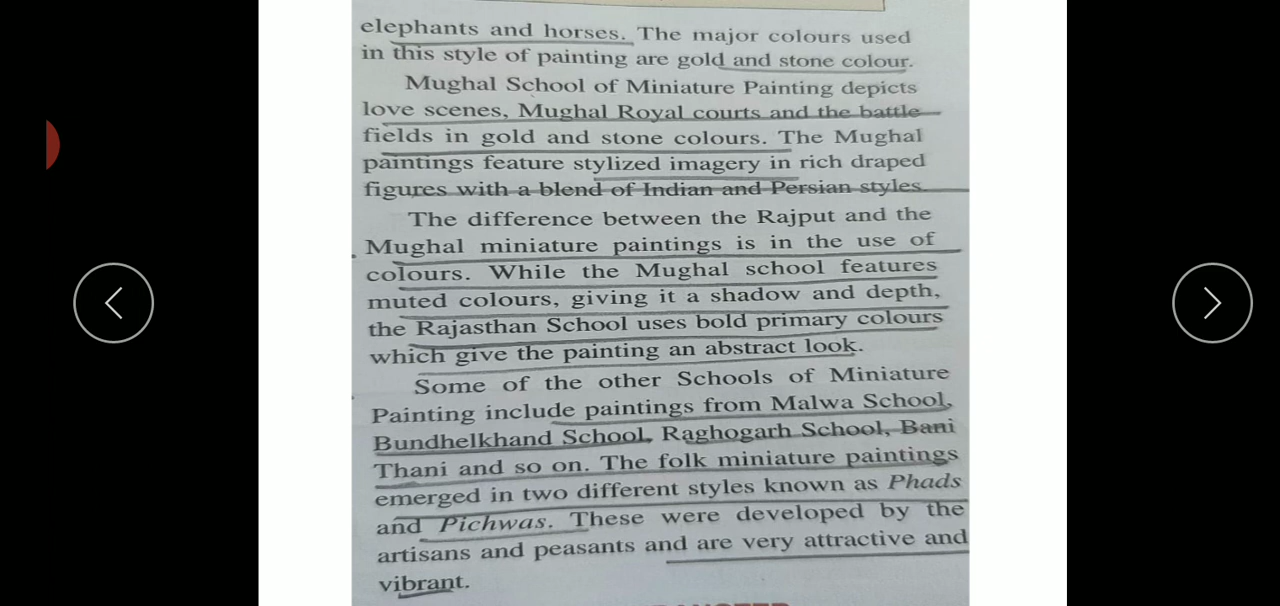 elephants and horses. The major colours used
in this style of painting are gold and stone colour.
Mughal School of Miniature Painting depicts
love scenes, Mughal Royal courts and the battle
fields in gold and stone colours. The Mughal
paintings feature stylized imagery in rich draped
figures with a blend of Indian and Persian styles.
The difference between the Rajput and the
Mughal miniature paintings is in the use of
colours. While the Mughal school features
muted colours, giving it a shadow and depth,
the Rajasthan School uses bold primary colours
which give the painting an abstract look.
Some of the other Schools of Miniature
Painting include paintings from Malwa School,
Bundhelkhand School, Raghogarh School, Bani
Thani and so on. The folk miniature paintings
emerged in two different styles known as Phads
and Pichwas. These were developed by the
artisans and peasants and are very attractive and
vibrant.